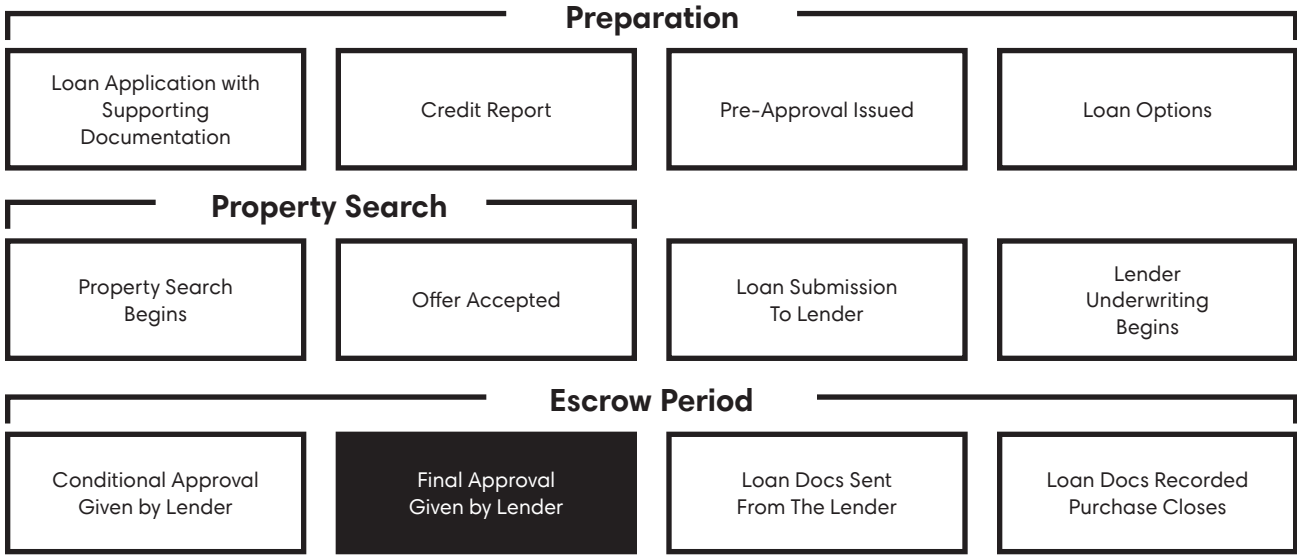 Preparation
Loan Application with
Supporting
Documentation
Credit Report
Pre-Approval Issued
Loan Options
Property Search
Property Search
Begins
Offer Accepted
Loan Submission
To Lender
Lender
Underwriting
Begins
Escrow Period
Conditional Approval
Given by Lender
Final Approval
Given by Lender
Loan Docs Sent
From The Lender
Loan Docs Recorded
Purchase Closes